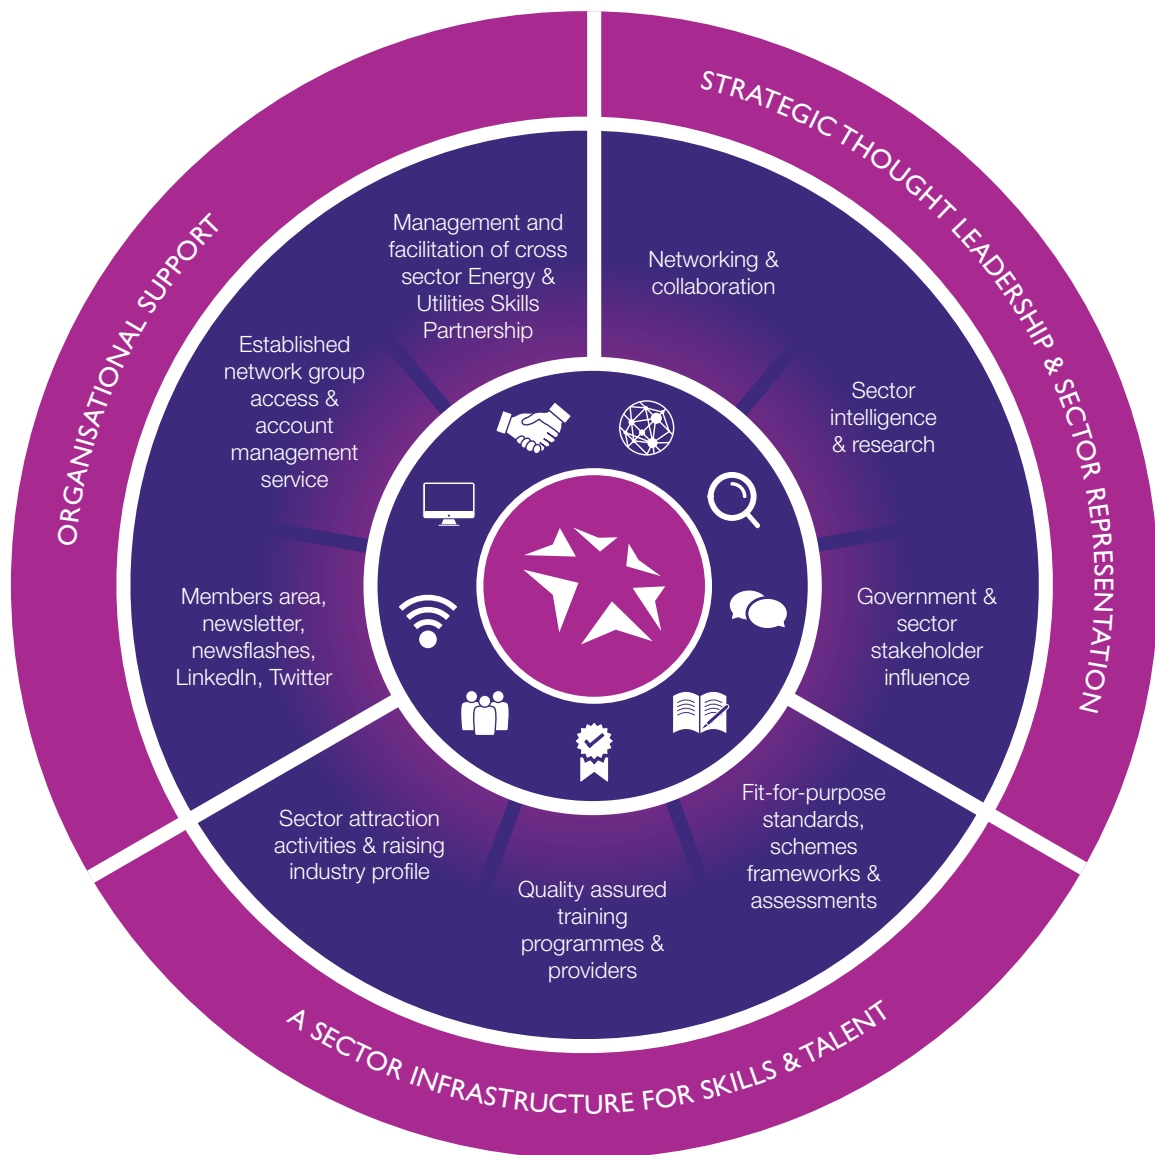 STRATEGIC THOUGHT LEADERSHIP & SECTOR REPRESENTATION
Networking &
collaboration
Sector
intelligence
& research
Government &
sector
stakeholder
influence
A SECTOR INFRASTRUCTURE FOR SKILLS & TALENT
Fit-for-purpose
standards,
schemes
frameworks &
assessments
Quality assured
training
programmes &
providers
Sector attraction
activities & raising
industry profile
ORGANISATIONAL SUPPORT
Members area,
newsletter,
newsflashes,
LinkedIn, Twitter
Established
network group
access &
account
management
service
Management and
facilitation of cross
sector Energy &
Utilities Skills
Partnership